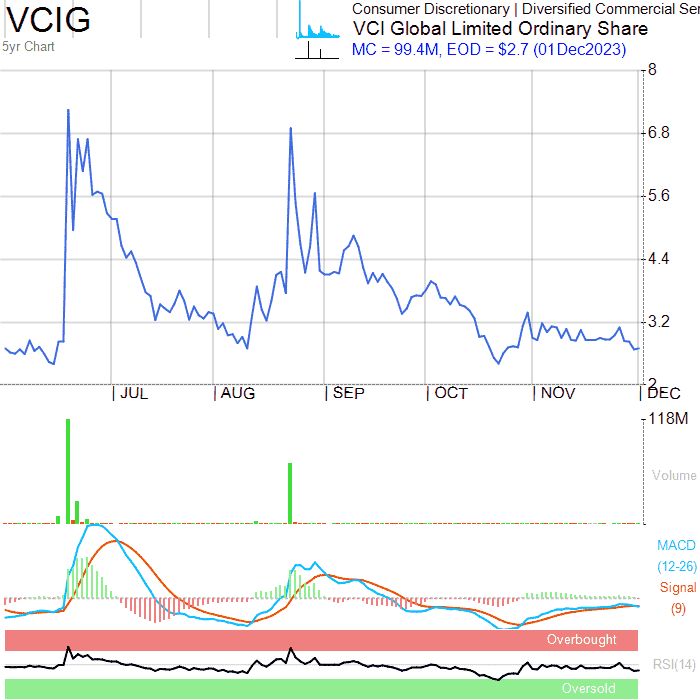 VCIG
Consumer Discretionary | Diversified Commercial Ser
VCI Global Limited Ordinary Share
5yr Chart
MC = 99.4M, EOD = $2.7 (01Dec2023)
8
6.8
5.6
4.4
3.2
2
JUL AUG SEP OCT NOV DEC
118M
Volume
MACD
(12-26)
Signal
(9)
Overbought
RSI(14)
Oversold